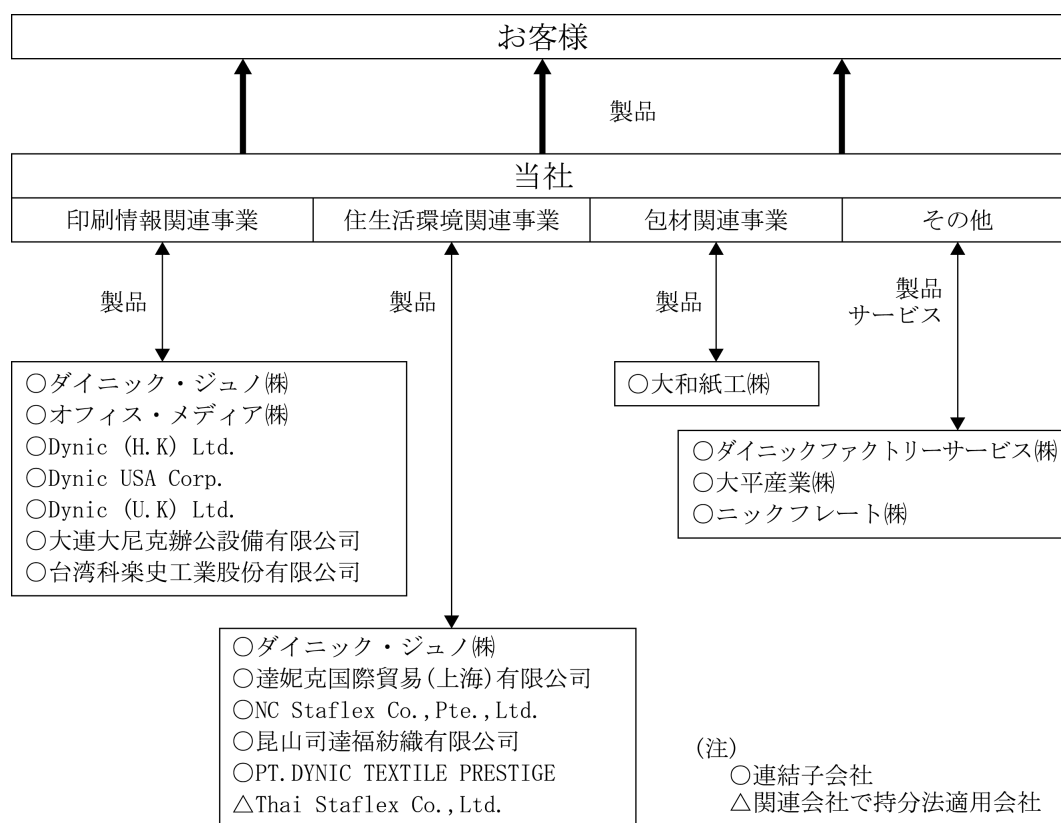 お客様
製品
当社
印刷情報関連事業
住生活環境関連事業
包材関連事業
その他
製品
製品
製品
製品
サービス
○ダイニック・ジュノ㈱
○オフィス・メディア㈱
○Dynic (H.K) Ltd.
○Dynic USA Corp.
○Dynic (U.K) Ltd.
○大連大尼克辦公設備有限公司
○台湾科楽史工業股份有限公司
○大和紙工㈱
○ダイニックファクトリーサービス㈱
○大平産業㈱
○ニックフレート㈱
○ダイニック・ジュノ㈱
○達妮克国際貿易(上海)有限公司
○NC Staflex Co.,Pte.,Ltd.
○昆山司達福紡織有限公司
○PT.DYNIC TEXTILE PRESTIGE
△Thai Staflex Co.,Ltd.
(注)
○連結子会社
△関連会社で持分法適用会社